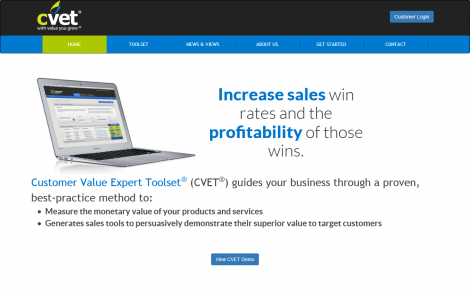 cvet®
with value you grow®
Customer Login
HOME
TOOLSET
NEWS & VIEWS
ABOUT US
GET STARTED
CONTACT
Increase sales win
rates and the
profitability of those
wins.
Customer Value Expert Toolset® (CVET®) guides your business through a proven,
best-practice method to:
Measure the monetary value of your products and services
Generates sales tools to persuasively demonstrate their superior value to target customers
View CVET Demo